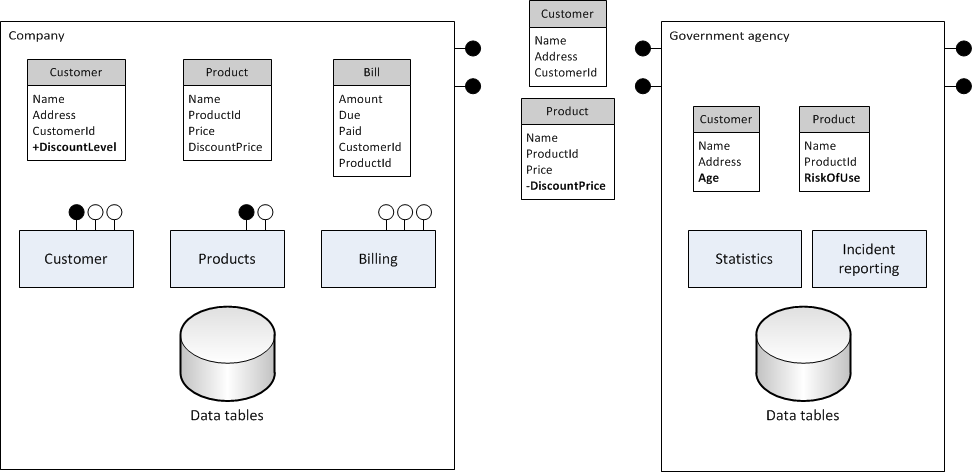 Company
Customer
Name
Address
CustomerId
+DiscountLevel
Product
Name
ProductId
Price
DiscountPrice
Bill
Amount
Due
Paid
CustomerId
ProductId
Customer
Products
Billing
Data tables
Customer
Name
Address
CustomerId
Product
Name
ProductId
Price
-DiscountPrice
Government agency
Customer
Name
Address
Age
Product
Name
ProductId
RiskOfUse
Statistics
Incident
reporting
Data tables